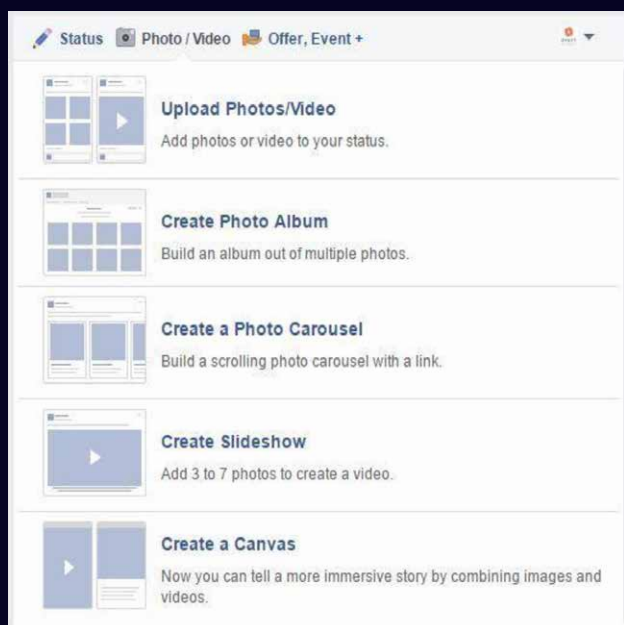 Status Photo / Video Offer, Event +
Upload Photos/Video
Add photos or video to your status.
Create Photo Album
Build an album out of multiple photos.
Create a Photo Carousel
Build a scrolling photo carousel with a link.
Create Slideshow
Add 3 to 7 photos to create a video.
Create a Canvas
Now you can tell a more immersive story by combining images and
videos.